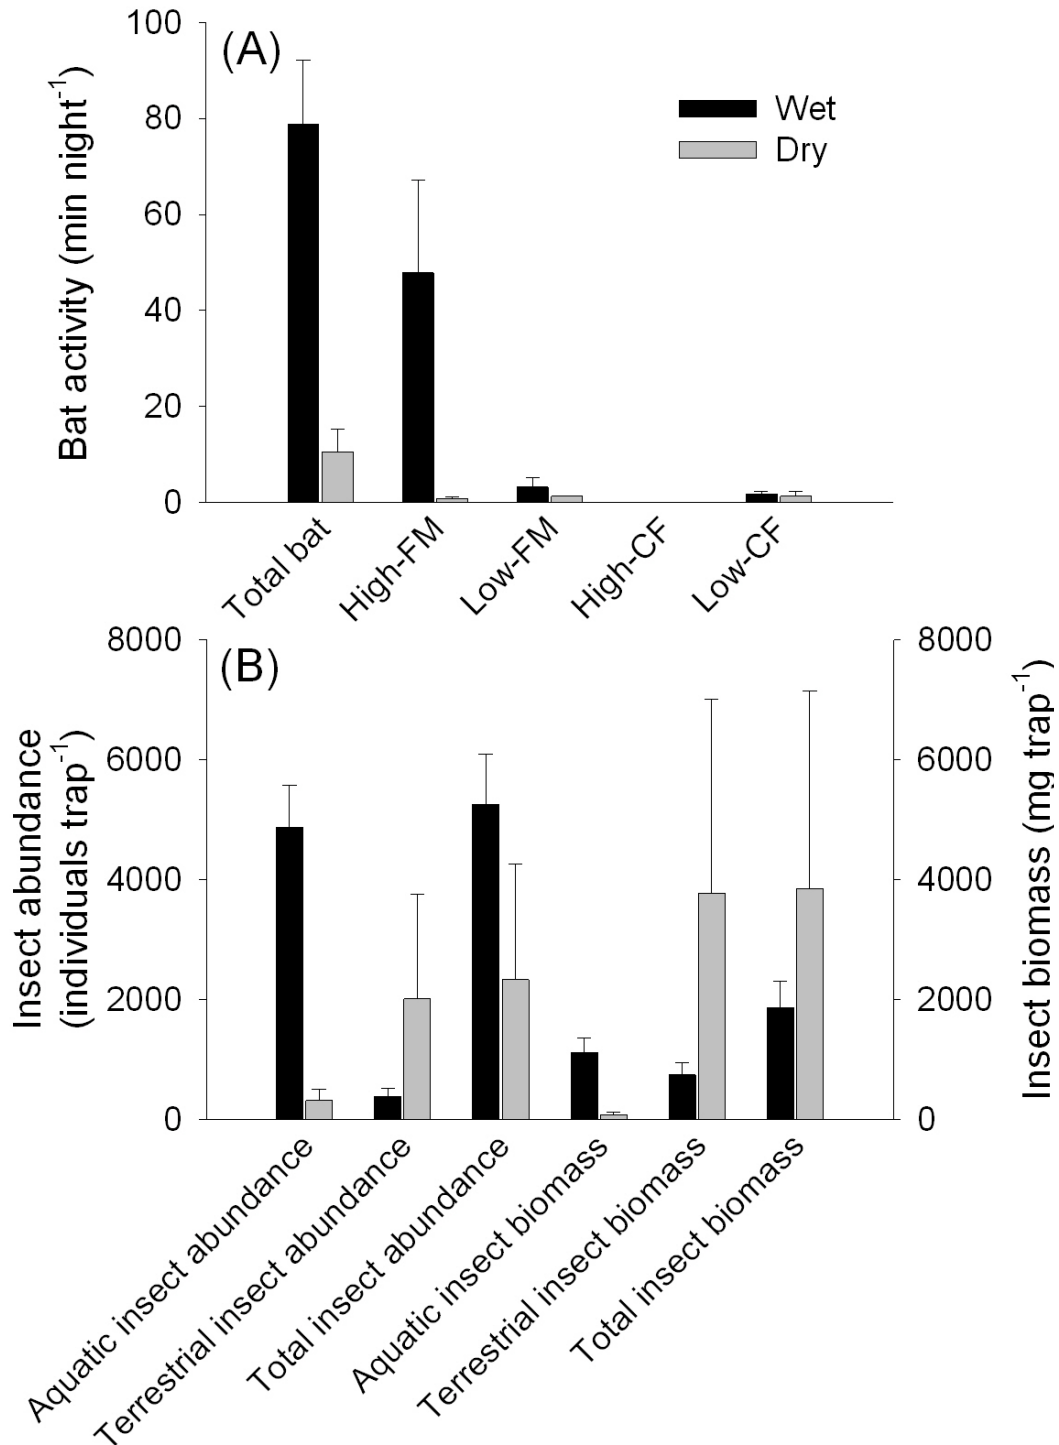 (A)
Wet
Dry
Bat activity (min night⁻¹)
100
80
60
40
20
0
Total bat
High-FM
Low-FM
High-CF
Low-CF
(B)
Insect abundance
(individuals trap⁻¹)
8000
6000
4000
2000
0
8000
6000
4000
2000
0
Insect biomass (mg trap⁻¹)
Aquatic insect abundance
Terrestrial insect abundance
Total insect abundance
Aquatic insect biomass
Terrestrial insect biomass
Total insect biomass